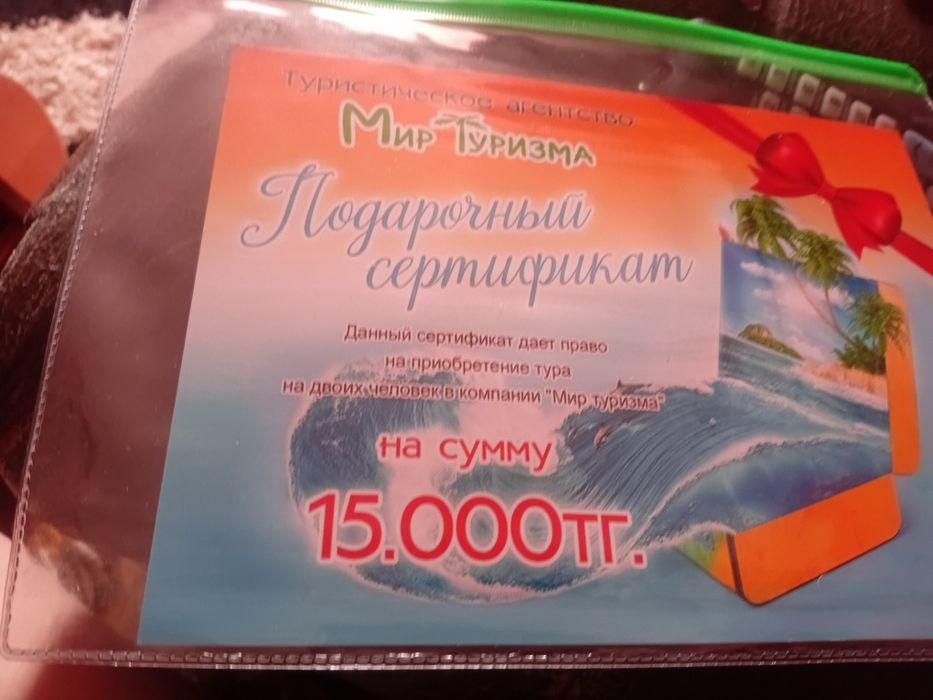 Туристическое агентство
Мир Туризма
Подарочный
сертификат
Данный сертификат дает право
на приобретение тура
на двоих человек в компании "Мир туризма"
на сумму
15.000тг.